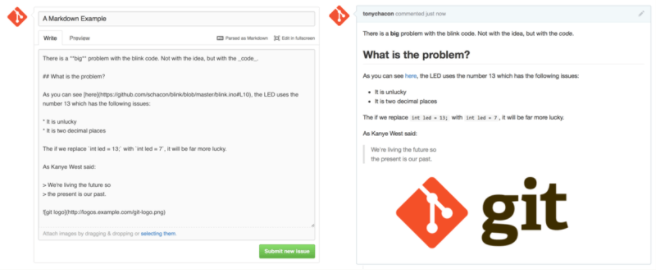 A Markdown Example
Write
Preview
Parsed as Markdown
Edit in fullscreen
There is a **big** problem with the blink code. Not with the idea, but with the _code_.
## What is the problem?
As you can see [here](https://github.com/schacon/blink/blob/master/blink.ino#L10), the LED uses the
number 13 which has the following issues:
* It is unlucky
* It is two decimal places
The if we replace `int led = 13;` with `int led = 7`, it will be far more lucky.
As Kanye West said:
> We're living the future so
> the present is our past.
![git logo](http://logos.example.com/git-logo.png)
Attach images by dragging & dropping or selecting them.
Submit new issue
tonychacon commented just now
There is a big problem with the blink code. Not with the idea, but with the code.
What is the problem?
As you can see here, the LED uses the number 13 which has the following issues:
• It is unlucky
• It is two decimal places
The if we replace int led = 13; with int led = 7, it will be far more lucky.
As Kanye West said:
We're living the future so
the present is our past.
git